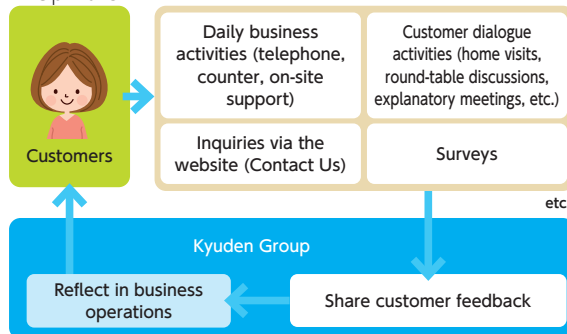 Daily business
activities (telephone,
counter, on-site
support)
Customer dialogue
activities (home visits,
round-table discussions,
explanatory meetings, etc.)
Customers
Inquiries via the
website (Contact Us)
Surveys
etc
Kyuden Group
Reflect in business
operations
Share customer feedback